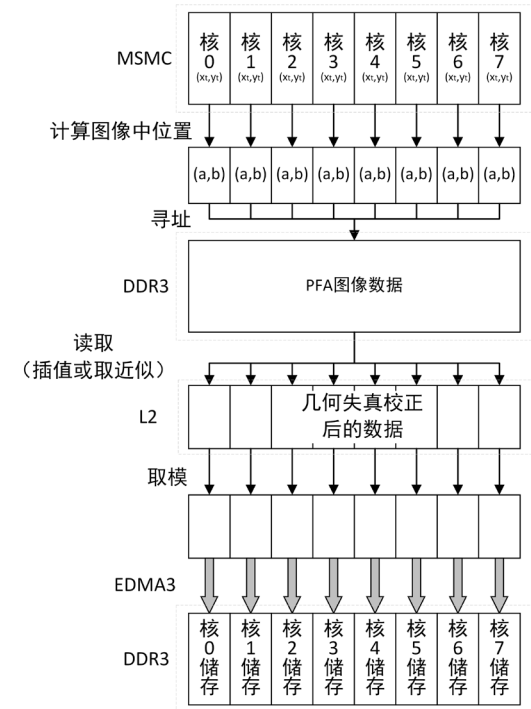 MSMC
核 核 核 核 核 核 核 核
0 1 2 3 4 5 6 7
(xt,yt) (xt,yt) (xt,yt) (xt,yt) (xt,yt) (xt,yt) (xt,yt) (xt,yt)
计算图像中位置
(a,b) (a,b) (a,b) (a,b) (a,b) (a,b) (a,b) (a,b)
寻址
DDR3
PFA图像数据
读取
（插值或取近似）
L2
几何失真校正
后的数据
取模
EDMA3
DDR3
核 核 核 核 核 核 核 核
0 1 2 3 4 5 6 7
储 储 储 储 储 储 储 储
存 存 存 存 存 存 存 存